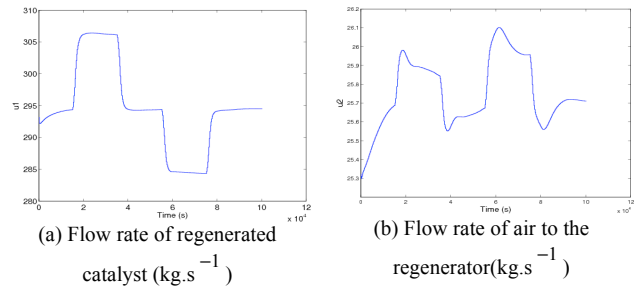 310
305
300
295
290
285
280
u1
0 2 4 6 8 10 12
Time (s)
x 10^4
(a) Flow rate of regenerated
catalyst (kg.s^−1)
26.2
26.1
26
25.9
25.8
25.7
25.6
25.5
25.4
25.3
25.2
u2
0 2 4 6 8 10 12
Time (s)
x 10^4
(b) Flow rate of air to the
regenerator(kg.s^−1)